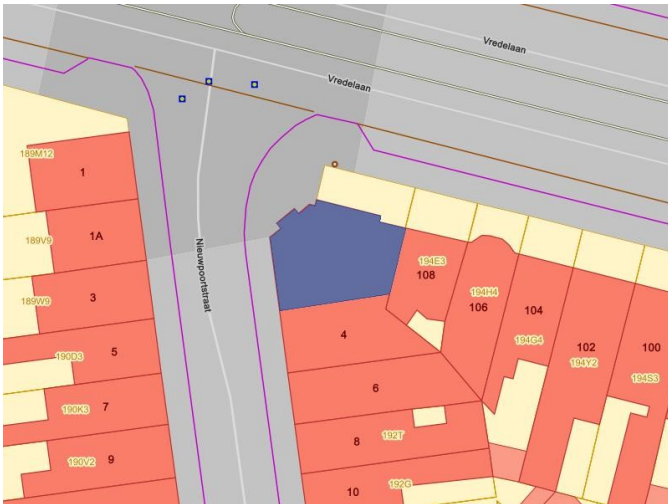 Vredelaan
Vredelaan
189M12
1
1A
189V9
Nieuwpoortstraat
194E3
108
3
189W9
194H4
106
104
194G4
4
102
194Y2
100
194S3
5
190D3
6
7
190K3
8
192T
9
190V2
10
192G